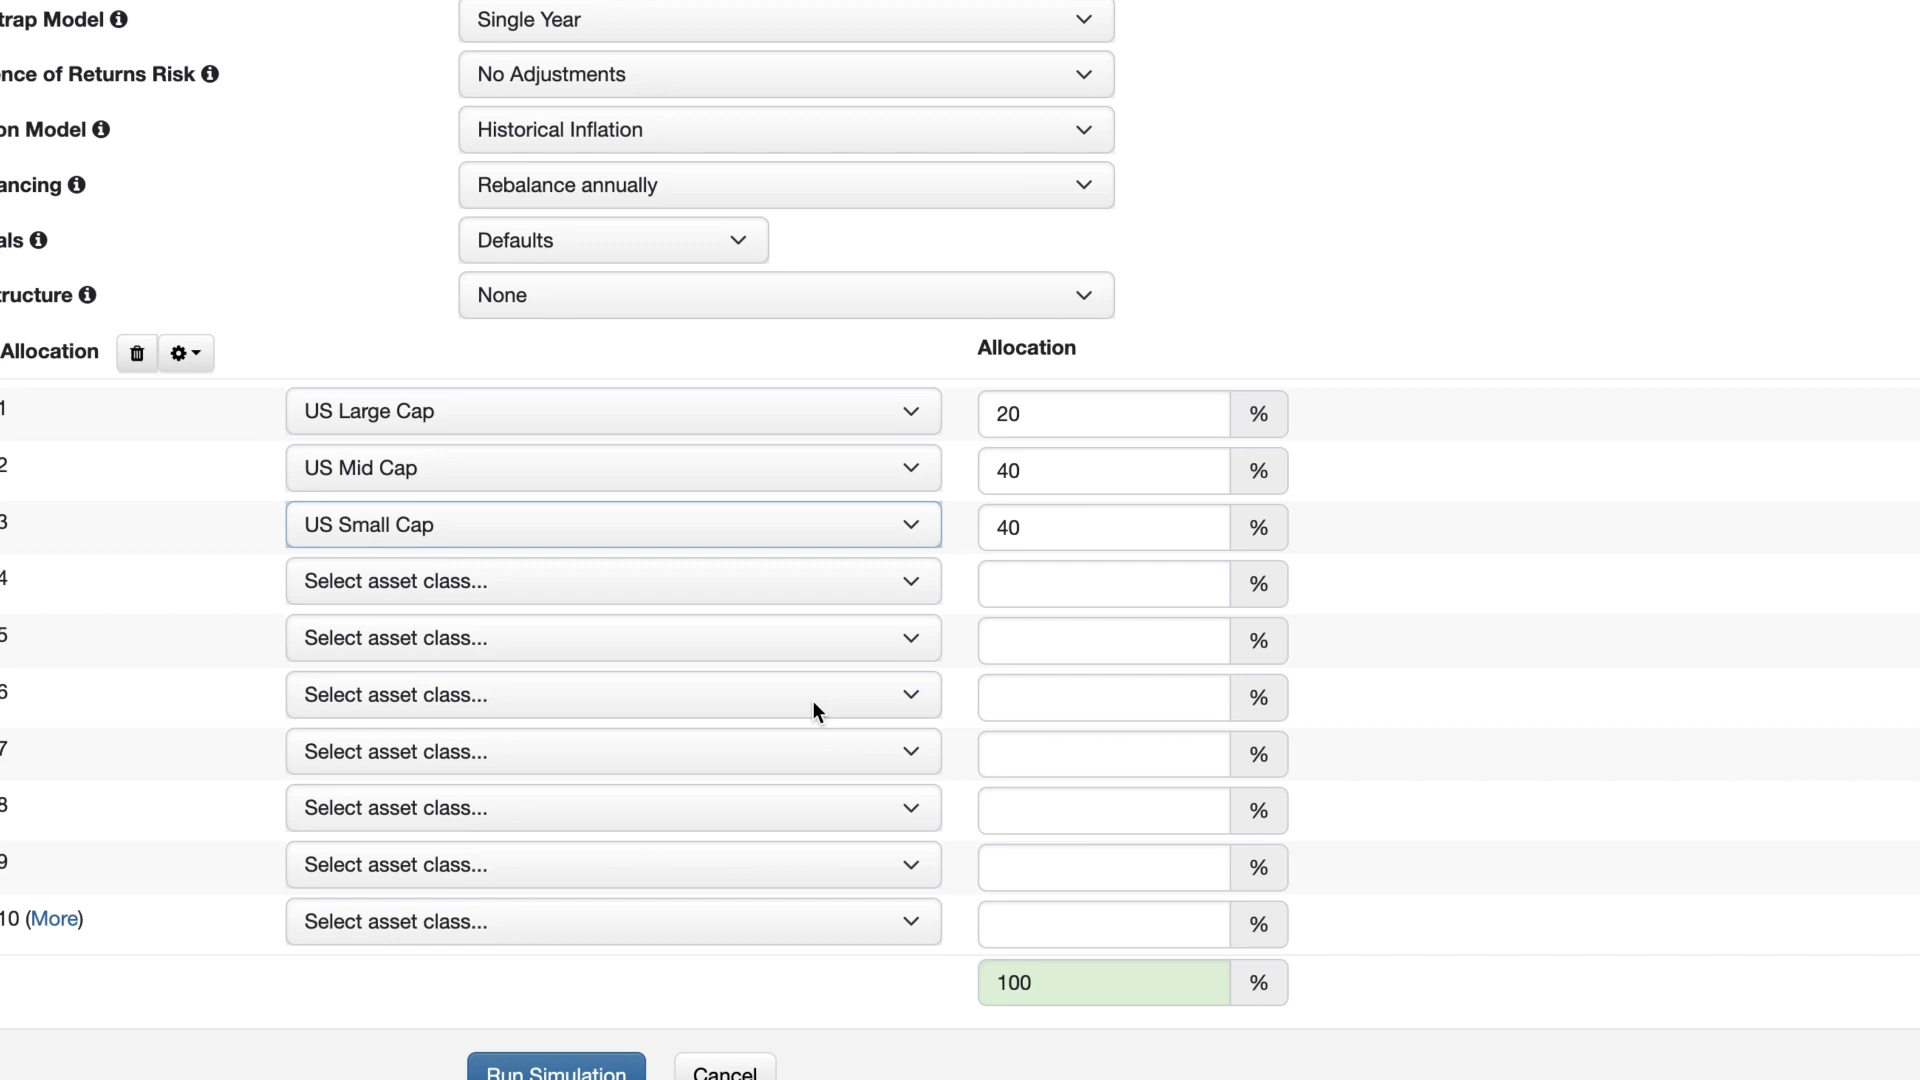 trap Model
Single Year
nce of Returns Risk
No Adjustments
on Model
Historical Inflation
ancing
Rebalance annually
als
Defaults
tructure
None
Allocation
Allocation
1
US Large Cap
20 %
2
US Mid Cap
40 %
3
US Small Cap
40 %
4
Select asset class...
%
5
Select asset class...
%
6
Select asset class...
%
7
Select asset class...
%
8
Select asset class...
%
9
Select asset class...
%
10 (More)
Select asset class...
%
100 %
Run Simulation
Cancel